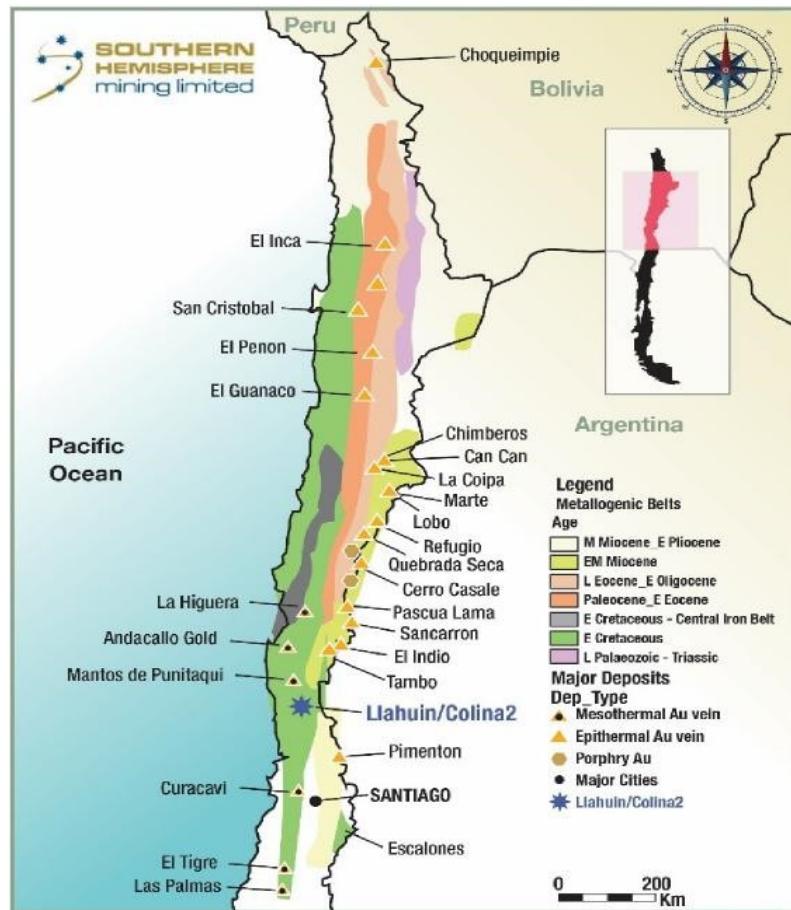 SOUTHERN
HEMISPHERE
mining limited
Peru
Choqueimpie
Bolivia
N
S
El Inca
San Cristobal
El Penon
El Guanaco
Pacific
Ocean
Argentina
Chimberos
Can Can
La Coipa
Marte
Lobo
Refugio
Quebrada Seca
Cerro Casale
La Higuera
Pascua Lama
Andacallo Gold
Sancarron
El Indio
Mantos de Punitaqui
Tambo
Llahuin/Colina2
Pimenton
Curacavi
SANTIAGO
Escalones
El Tigre
Las Palmas
Legend
Metallogenic Belts
Age
M Miocene_E Pliocene
EM Miocene
L Eocene_E Oligocene
Paleocene_E Eocene
E Cretaceous - Central Iron Belt
E Cretaceous
L Palaeozoic - Triassic
Major Deposits
Dep_Type
Mesothermal Au vein
Epithermal Au vein
Porphry Au
Major Cities
Llahuin/Colina2
0 200
Km